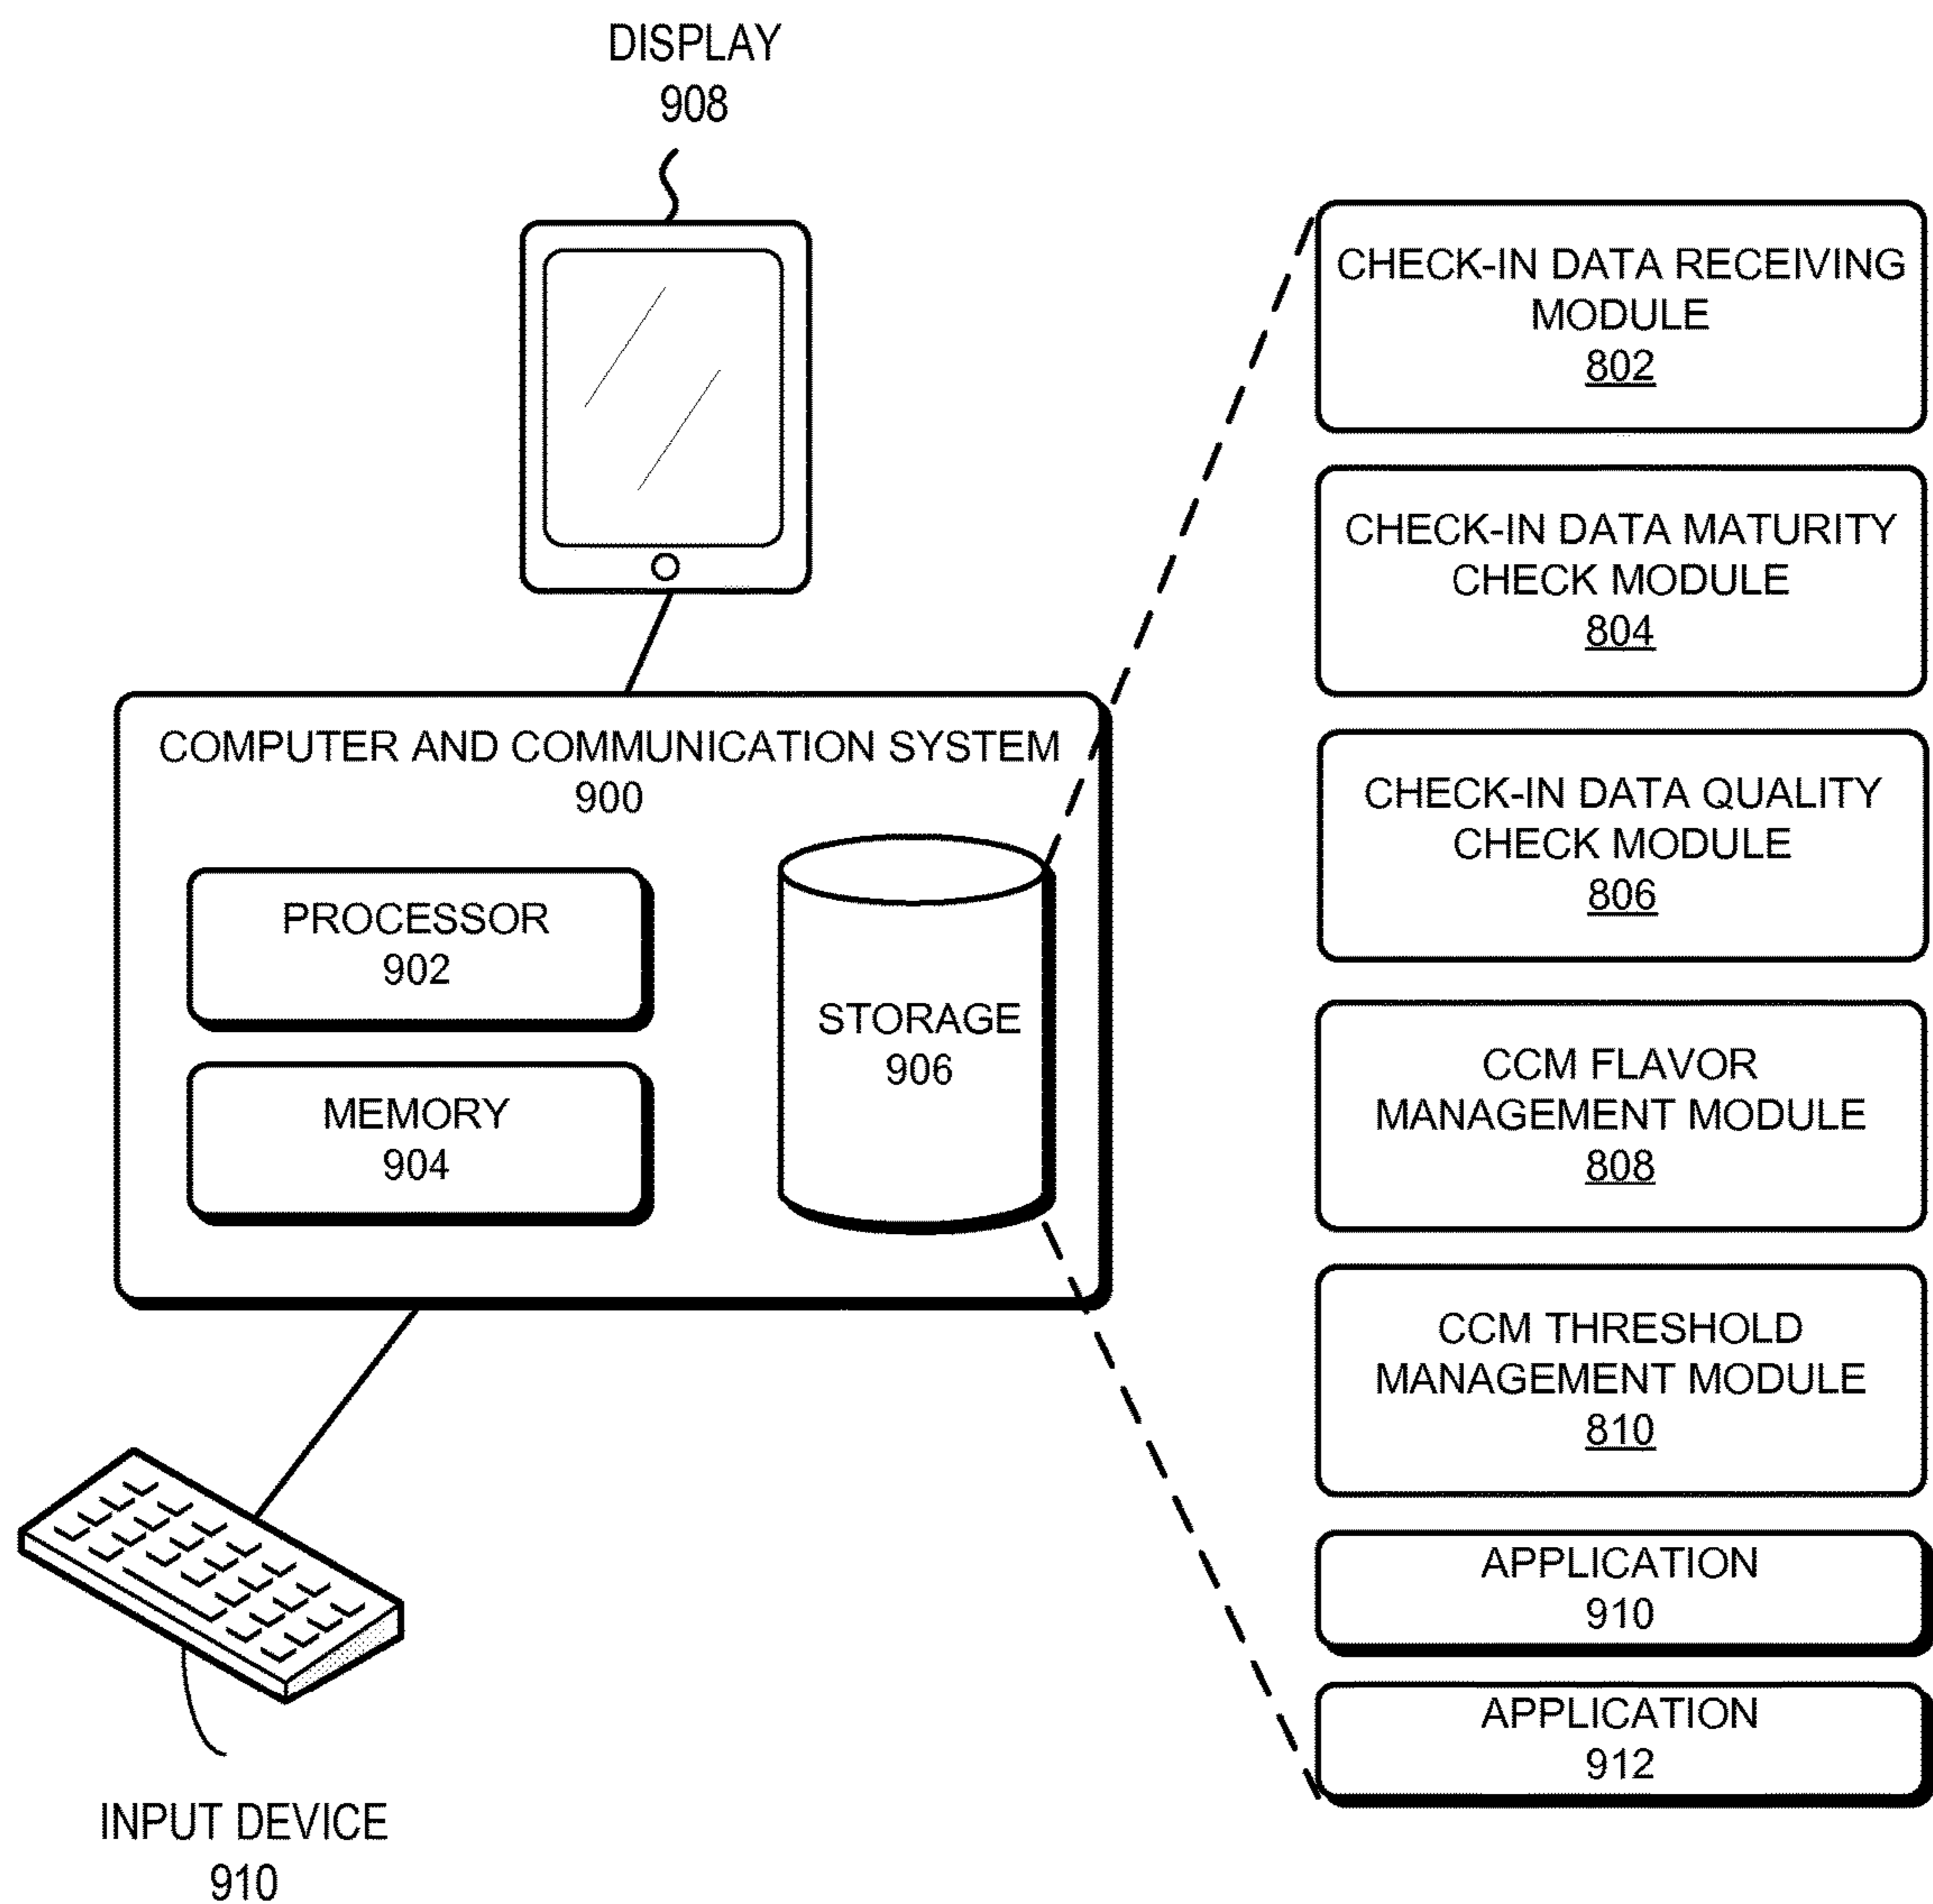 DISPLAY
908
COMPUTER AND COMMUNICATION SYSTEM
900
PROCESSOR
902
MEMORY
904
STORAGE
906
INPUT DEVICE
910
CHECK-IN DATA RECEIVING
MODULE
802
CHECK-IN DATA MATURITY
CHECK MODULE
804
CHECK-IN DATA QUALITY
CHECK MODULE
806
CCM FLAVOR
MANAGEMENT MODULE
808
CCM THRESHOLD
MANAGEMENT MODULE
810
APPLICATION
910
APPLICATION
912